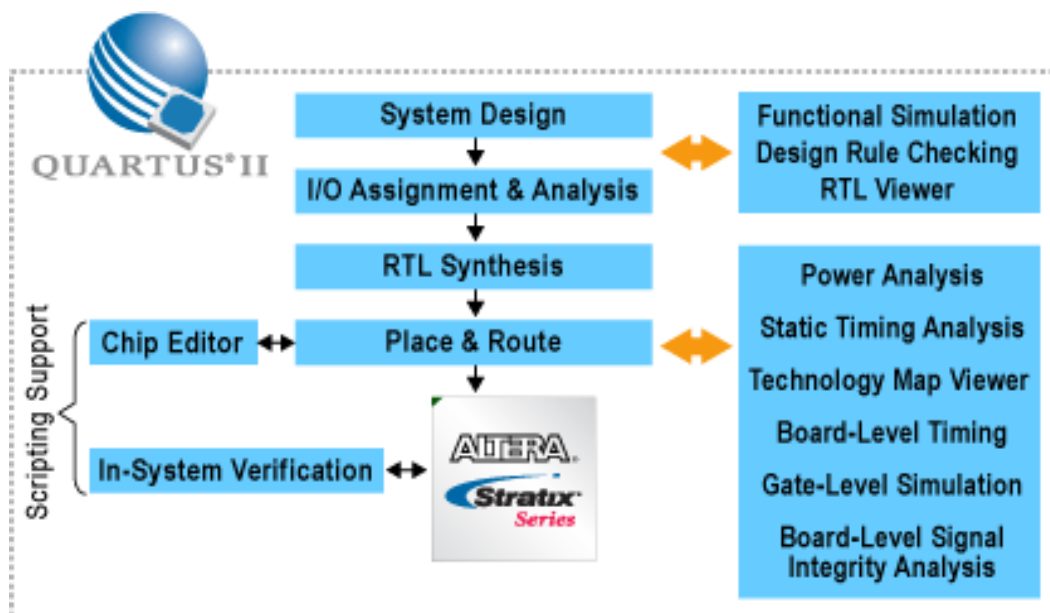 QUARTUS® II
System Design
I/O Assignment & Analysis
RTL Synthesis
Place & Route
Chip Editor
In-System Verification
Scripting Support
ALTERA®
Stratix™
Series
Functional Simulation
Design Rule Checking
RTL Viewer
Power Analysis
Static Timing Analysis
Technology Map Viewer
Board-Level Timing
Gate-Level Simulation
Board-Level Signal
Integrity Analysis